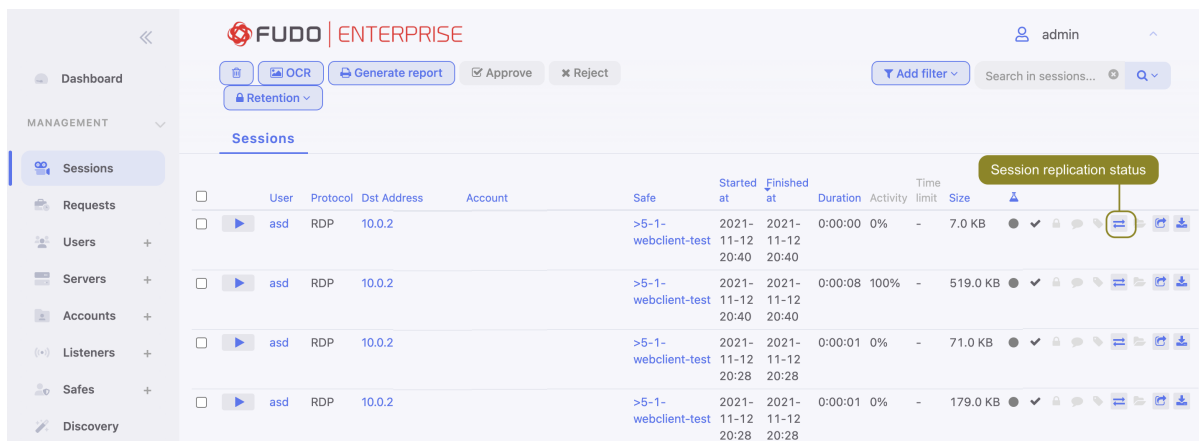 FUDO ENTERPRISE
admin
Dashboard
OCR
Generate report
Approve
Reject
Add filter
Search in sessions...
Retention
MANAGEMENT
Sessions
Sessions
Session replication status
Requests
User Protocol Dst Address Account Safe Started at Finished at Duration Activity Time limit Size
asd RDP 10.0.2 >5-1- 2021- 2021- 0:00:00 0% - 7.0 KB
webclient-test 11-12 11-12
20:40 20:40
Users +
Servers +
asd RDP 10.0.2 >5-1- 2021- 2021- 0:00:08 100% - 519.0 KB
webclient-test 11-12 11-12
20:40 20:40
Accounts +
Listeners +
asd RDP 10.0.2 >5-1- 2021- 2021- 0:00:01 0% - 71.0 KB
webclient-test 11-12 11-12
20:28 20:28
Safes +
Discovery
asd RDP 10.0.2 >5-1- 2021- 2021- 0:00:01 0% - 179.0 KB
webclient-test 11-12 11-12
20:28 20:28